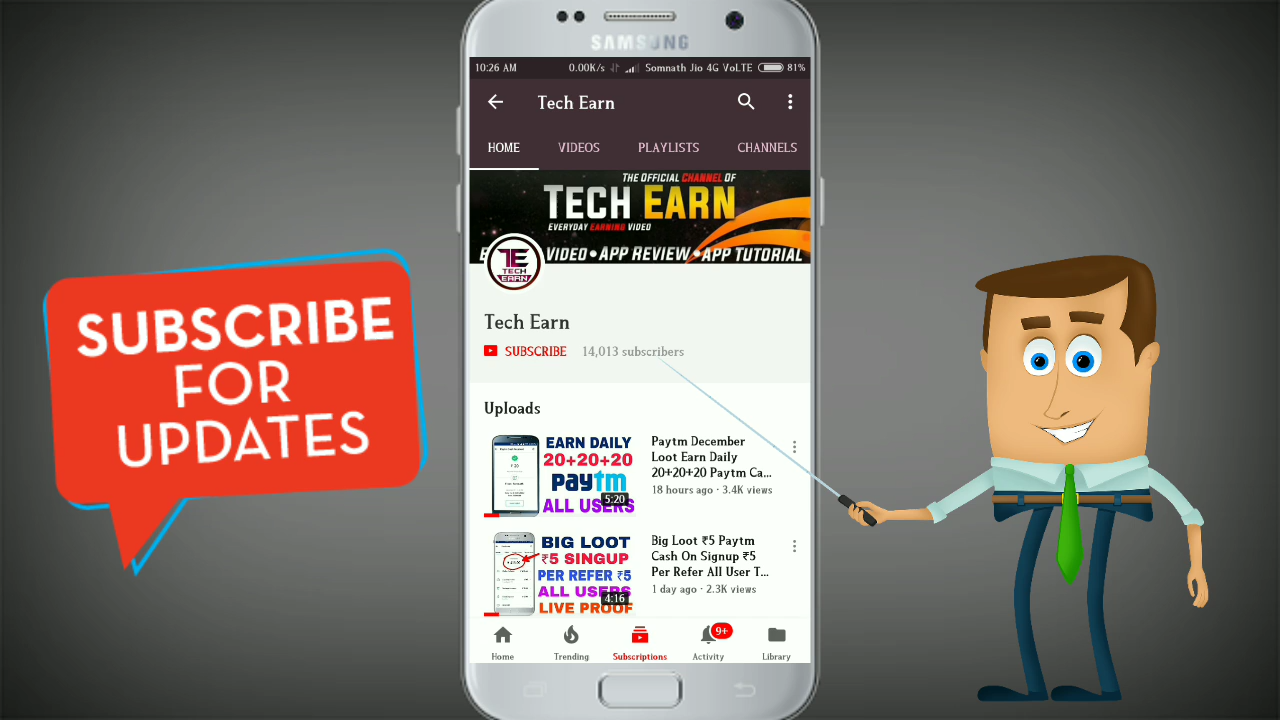 SAMSUNG
10:26 AM 0.00K/s Somnath Jio 4G VoLTE 81%
Tech Earn
HOME VIDEOS PLAYLISTS CHANNELS
THE OFFICIAL CHANNEL OF
TECH EARN
EVERYDAY EARNING VIDEO
VIDEO•APP REVIEW•APP TUTORIAL
TE
TECH
EARN
Tech Earn
SUBSCRIBE 14,013 subscribers
Uploads
EARN DAILY
20+20+20
Paytm
5:20
ALL USERS
Paytm December
Loot Earn Daily
20+20+20 Paytm Ca...
18 hours ago · 3.4K views
BIG LOOT
₹5 SINGUP
PER REFER ₹5
ALL USERS
4:16
LIVE PROOF
Big Loot ₹5 Paytm
Cash On Signup ₹5
Per Refer All User T...
1 day ago · 2.3K views
9+
Home Trending Subscriptions Activity Library
SUBSCRIBE
FOR
UPDATES